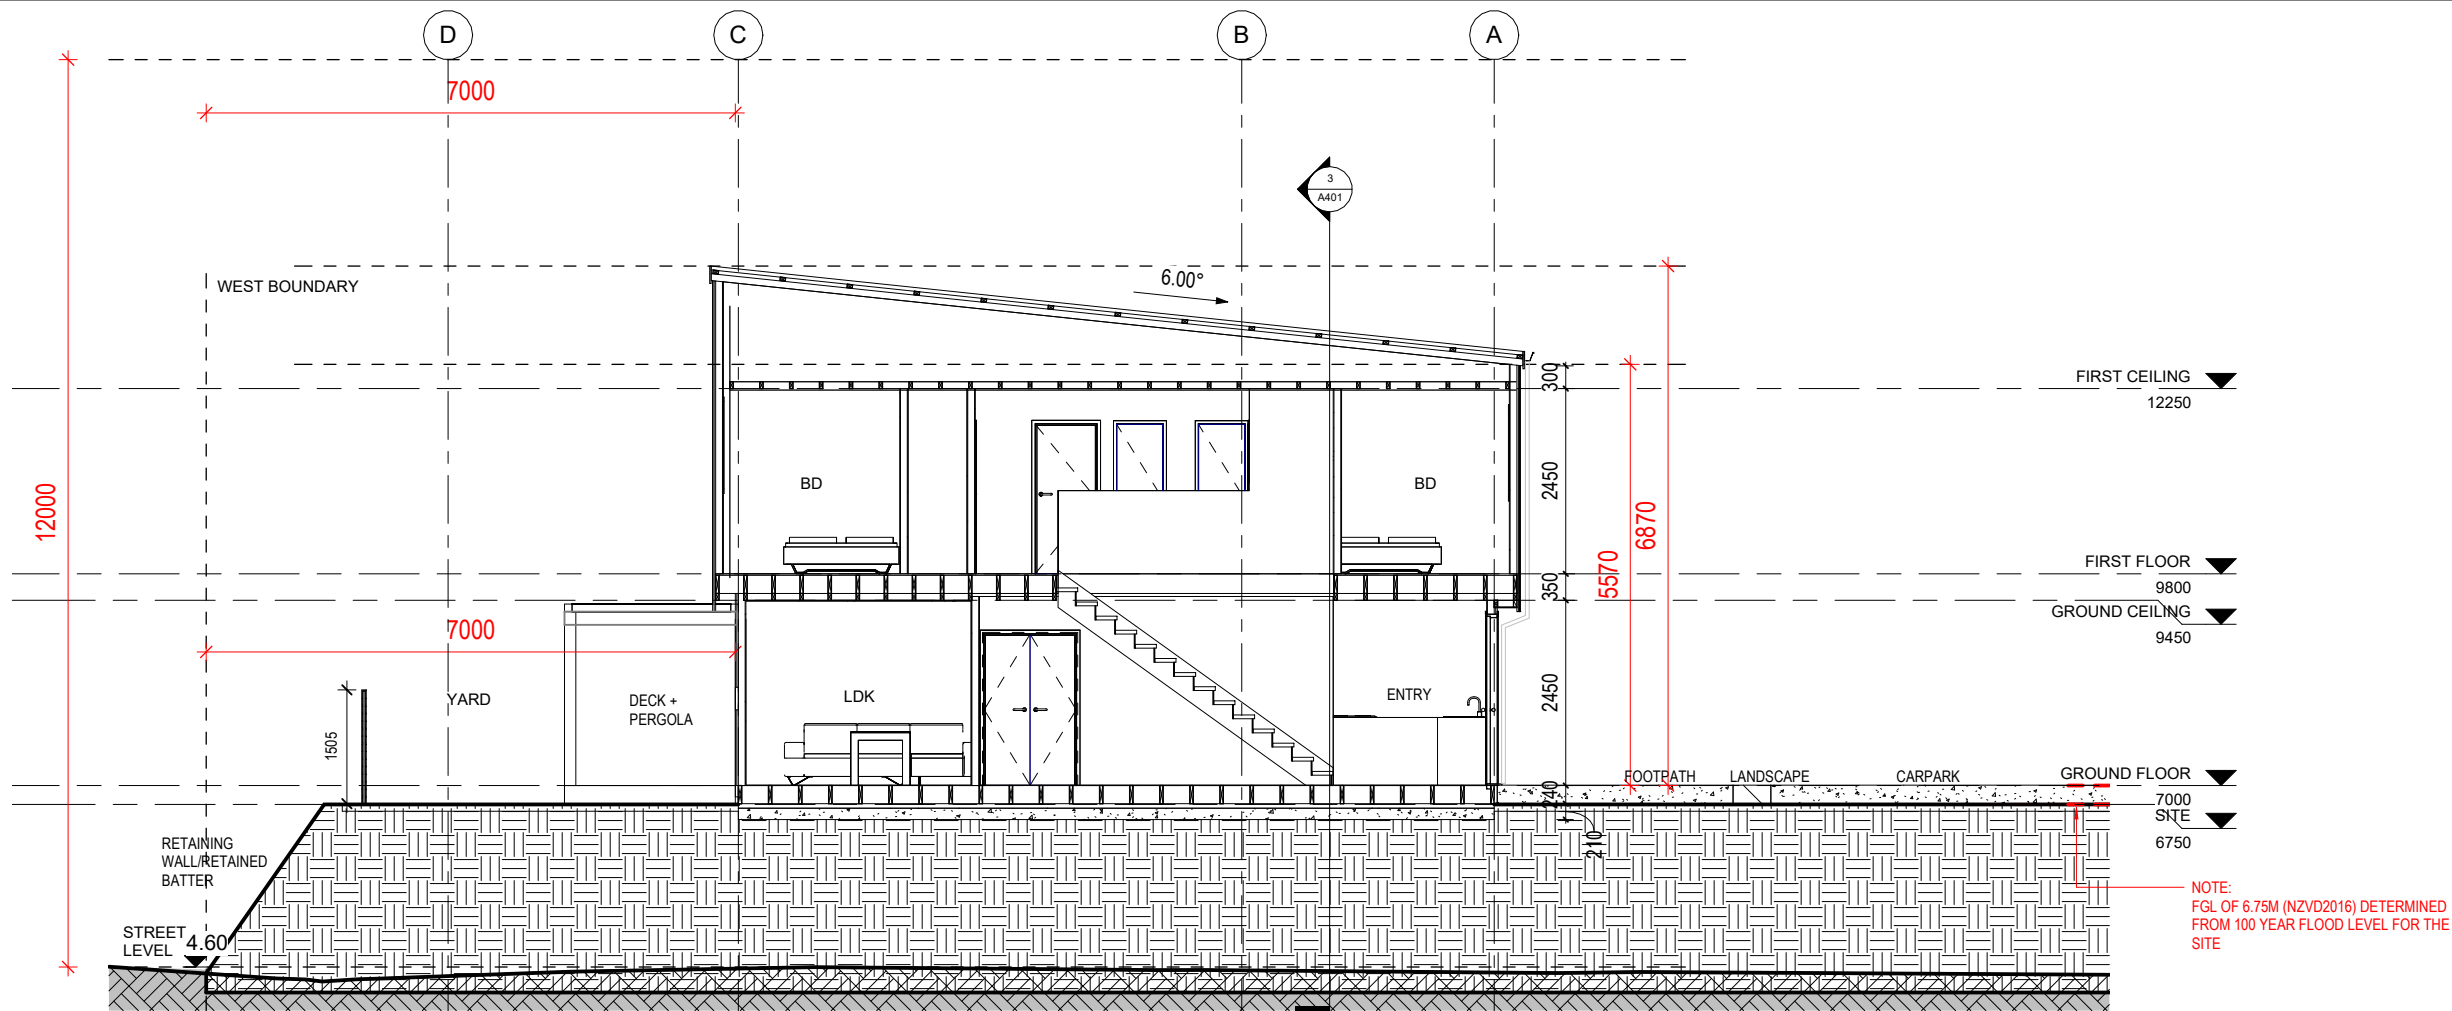 D
C
B
A
7000
3
A401
WEST BOUNDARY
6.00°
300
FIRST CEILING
12250
12000
BD
BD
2450
6870
5570
350
FIRST FLOOR
9800
GROUND CEILING
9450
7000
YARD
DECK +
PERGOLA
LDK
ENTRY
2450
1505
FOOTPATH
LANDSCAPE
CARPARK
GROUND FLOOR
7000
240
SITE
6750
210
RETAINING
WALL/RETAINED
BATTER
STREET
LEVEL
4.60
NOTE:
FGL OF 6.75M (NZVD2016) DETERMINED
FROM 100 YEAR FLOOD LEVEL FOR THE
SITE